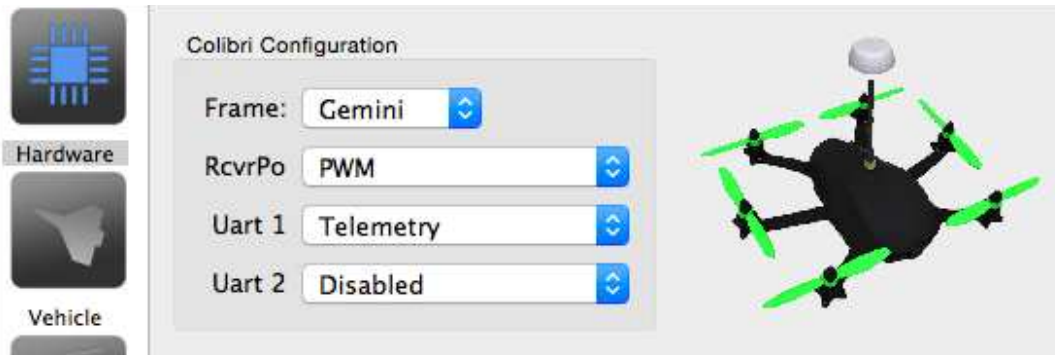 Hardware
Vehicle
Colibri Configuration
Frame: Gemini
RcvrPo PWM
Uart 1 Telemetry
Uart 2 Disabled